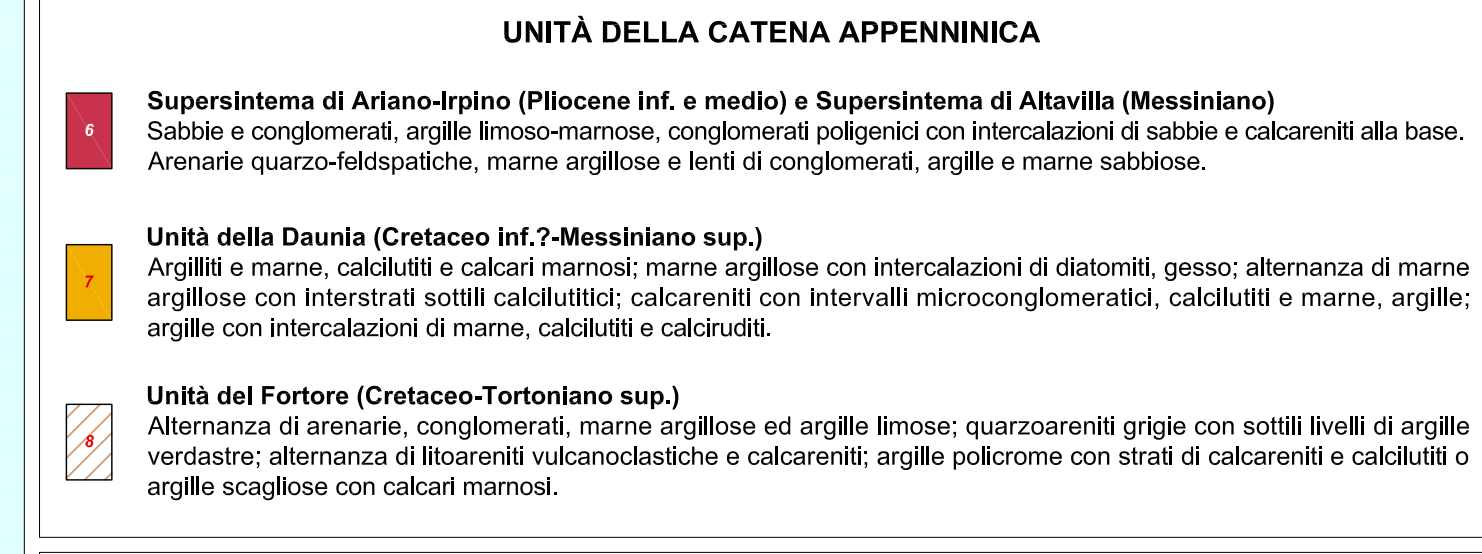 UNITÀ DELLA CATENA APPENNINICA
6
Supersintema di Ariano-Irpino (Pliocene inf. e medio) e Supersintema di Altavilla (Messiniano)
Sabbie e conglomerati, argille limoso-marnose, conglomerati poligenici con intercalazioni di sabbie e calcareniti alla base.
Arenarie quarzo-feldspatiche, marne argillose e lenti di conglomerati, argille e marne sabbiose.
7
Unità della Daunia (Cretaceo inf.?-Messiniano sup.)
Argilliti e marne, calcilutiti e calcari marnosi; marne argillose con intercalazioni di diatomiti, gesso; alternanza di marne
argillose con interstrati sottili calcilutitici; calcareniti con intervalli microconglomeratici, calcilutiti e marne, argille;
argille con intercalazioni di marne, calcilutiti e calciruditi.
8
Unità del Fortore (Cretaceo-Tortoniano sup.)
Alternanza di arenarie, conglomerati, marne argillose ed argille limose; quarzoareniti grigie con sottili livelli di argille
verdastre; alternanza di litoareniti vulcanoclastiche e calcareniti; argille policrome con strati di calcareniti e calcilutiti o
argille scagliose con calcari marnosi.